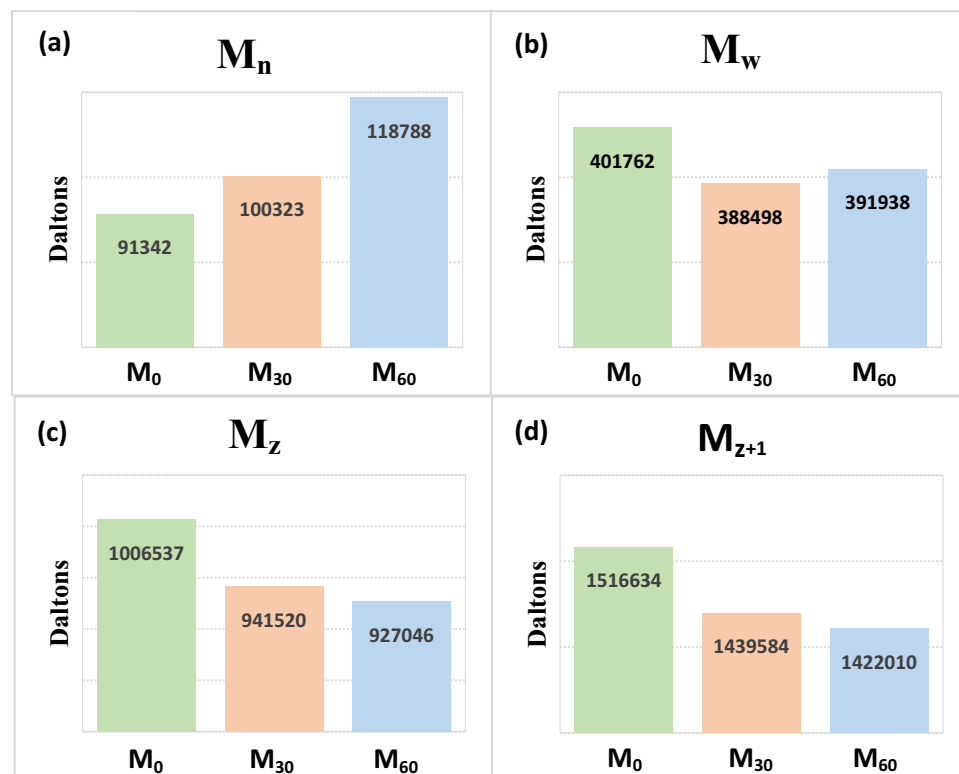 (a)
Mn
Daltons
91342
100323
118788
M0
M30
M60
(b)
Mw
Daltons
401762
388498
391938
M0
M30
M60
(c)
Mz
Daltons
1006537
941520
927046
M0
M30
M60
(d)
Mz+1
Daltons
1516634
1439584
1422010
M0
M30
M60